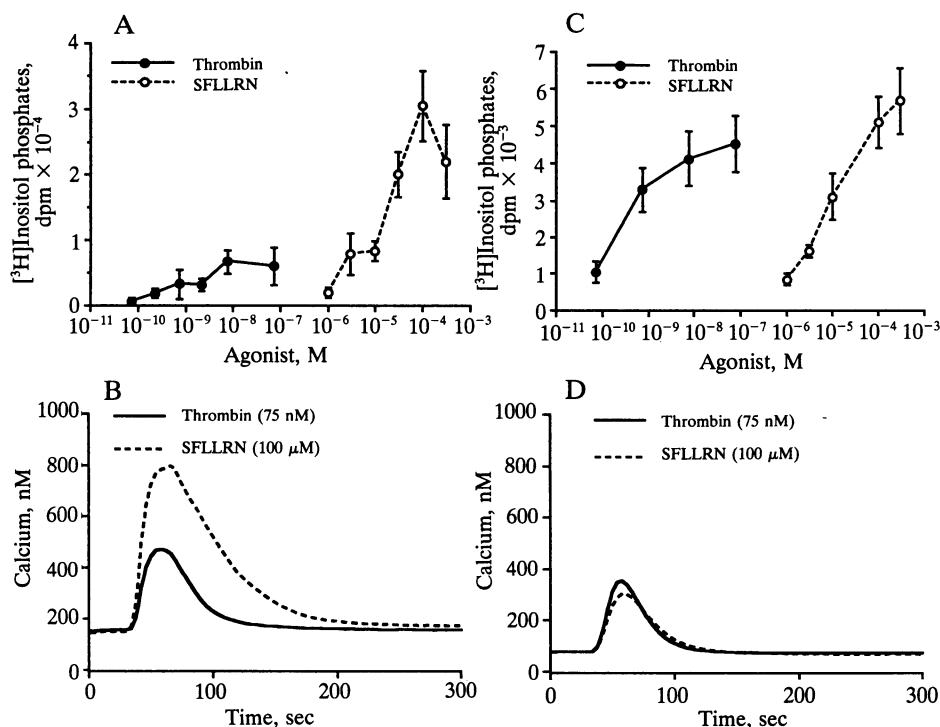 A
[³H]Inositol phosphates,
dpm × 10⁻⁴
4
3
2
1
0
Thrombin
SFLLRN
10⁻¹¹ 10⁻¹⁰ 10⁻⁹ 10⁻⁸ 10⁻⁷ 10⁻⁶ 10⁻⁵ 10⁻⁴ 10⁻³
Agonist, M
C
[³H]Inositol phosphates,
dpm × 10⁻³
7
6
5
4
3
2
1
0
Thrombin
SFLLRN
10⁻¹¹ 10⁻¹⁰ 10⁻⁹ 10⁻⁸ 10⁻⁷ 10⁻⁶ 10⁻⁵ 10⁻⁴ 10⁻³
Agonist, M
B
Calcium, nM
1000
800
600
400
200
0
Thrombin (75 nM)
SFLLRN (100 μM)
0 100 200 300
Time, sec
D
Calcium, nM
1000
800
600
400
200
0
Thrombin (75 nM)
SFLLRN (100 μM)
0 100 200 300
Time, sec